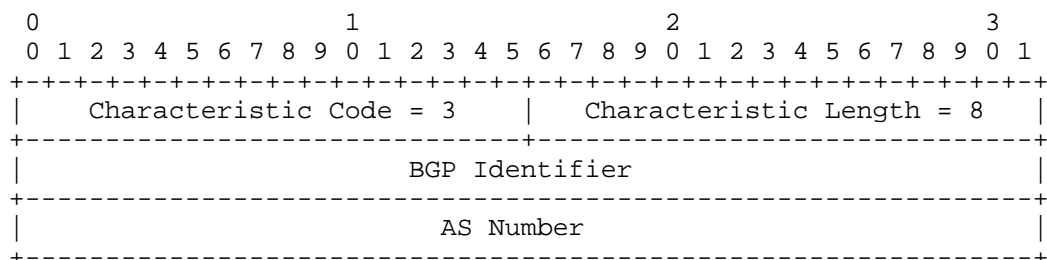 0                   1                   2                   3
 0 1 2 3 4 5 6 7 8 9 0 1 2 3 4 5 6 7 8 9 0 1 2 3 4 5 6 7 8 9 0 1
+-+-+-+-+-+-+-+-+-+-+-+-+-+-+-+-+-+-+-+-+-+-+-+-+-+-+-+-+-+-+-+-+
|    Characteristic Code = 3    |   Characteristic Length = 8   |
+-------------------------------+-------------------------------+
|                        BGP Identifier                         |
+---------------------------------------------------------------+
|                          AS Number                            |
+---------------------------------------------------------------+